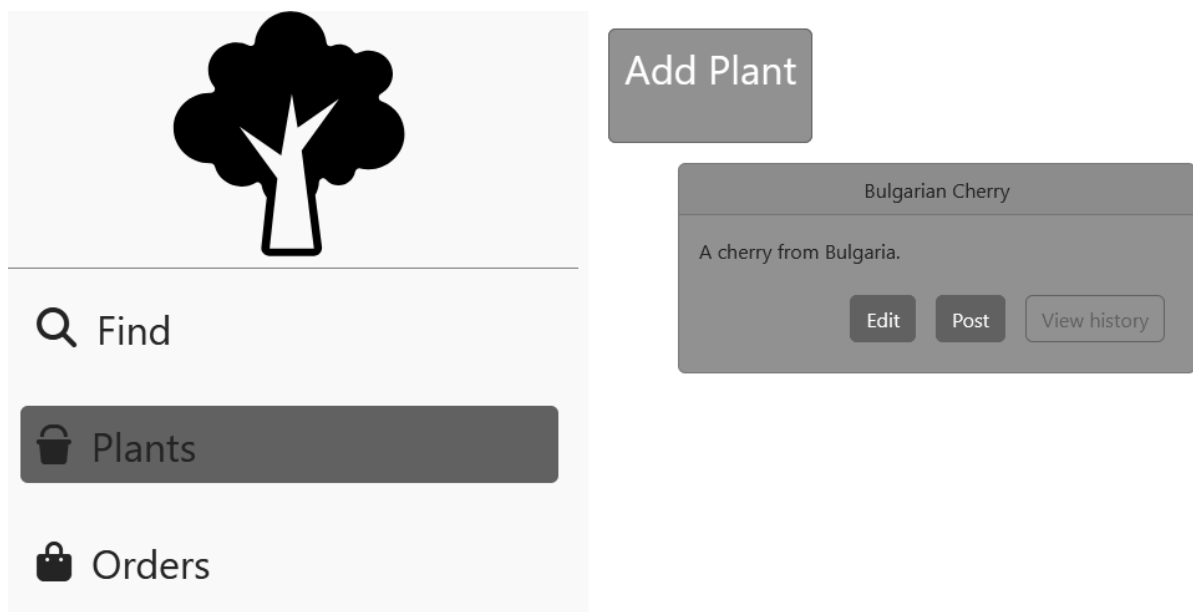 Find
Plants
Orders
Add Plant
Bulgarian Cherry
A cherry from Bulgaria.
Edit
Post
View history